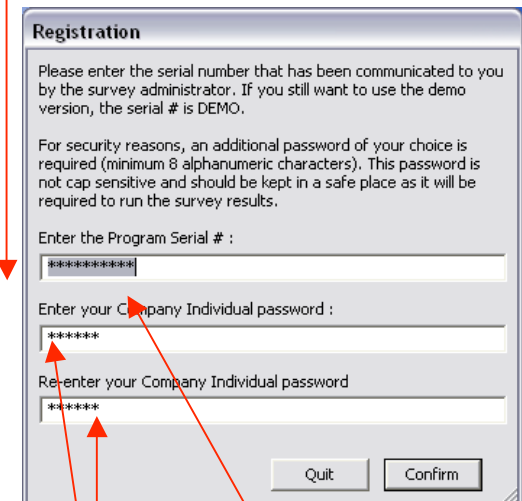 Registration
Please enter the serial number that has been communicated to you
by the survey administrator. If you still want to use the demo
version, the serial # is DEMO.
For security reasons, an additional password of your choice is
required (minimum 8 alphanumeric characters). This password is
not cap sensitive and should be kept in a safe place as it will be
required to run the survey results.
Enter the Program Serial # :
**********
Enter your Company Individual password :
******
Re-enter your Company Individual password
******
Quit Confirm